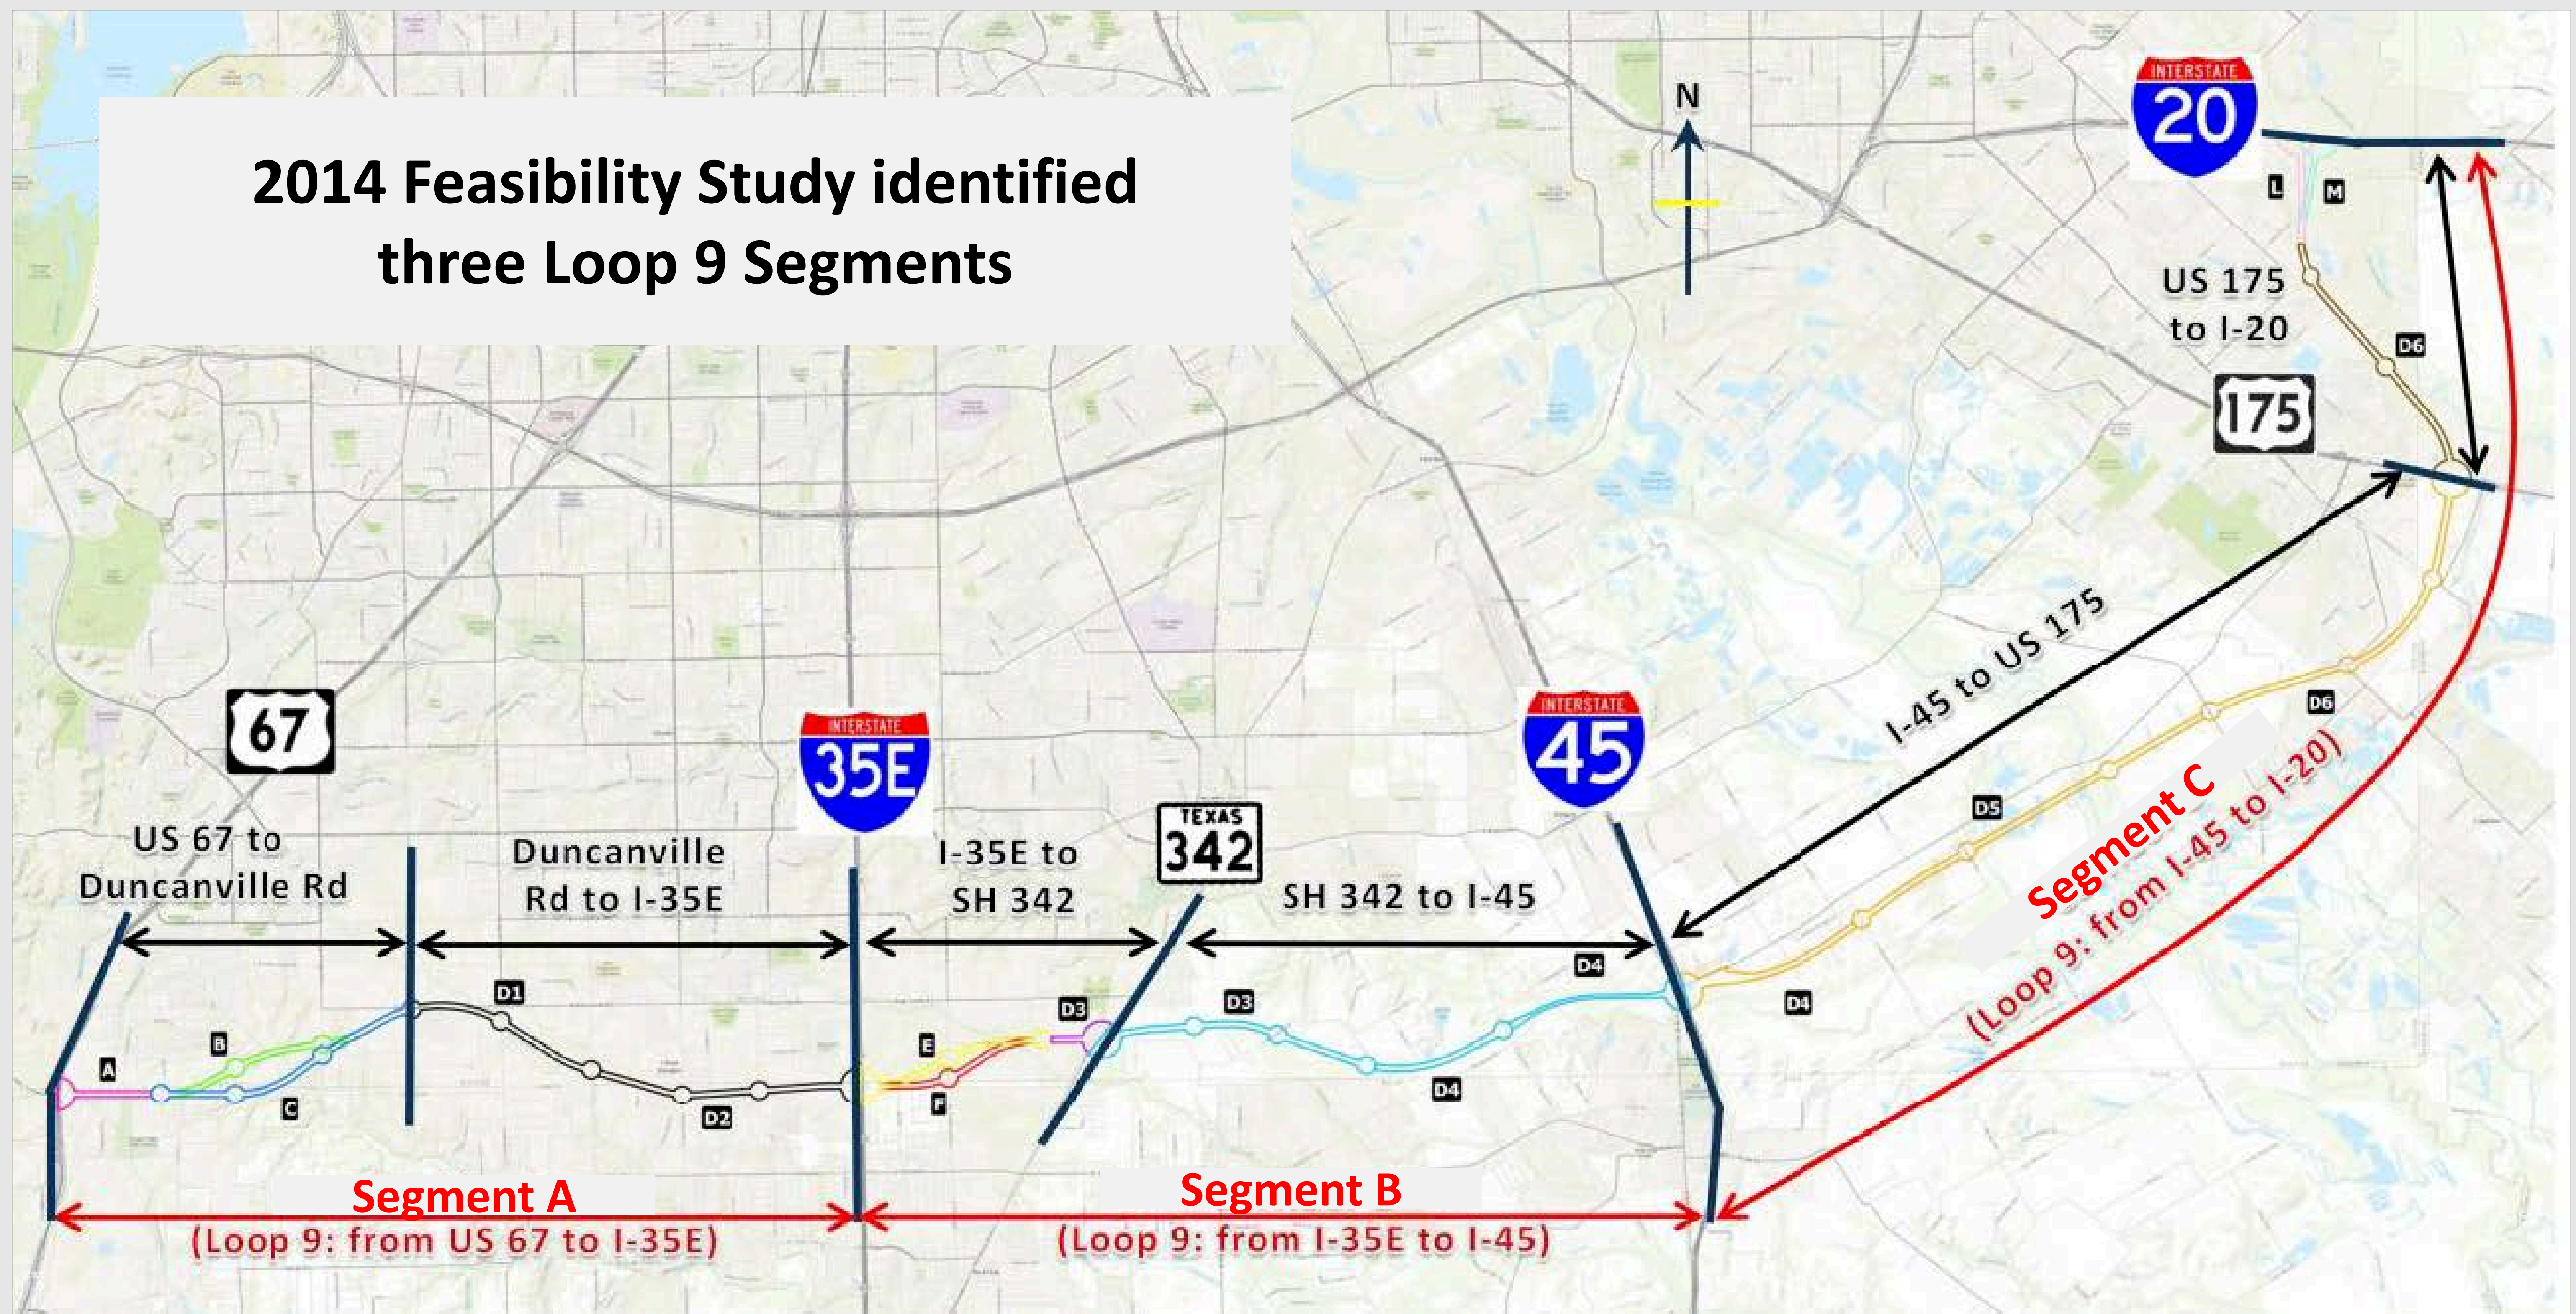 2014 Feasibility Study identified
three Loop 9 Segments
N
INTERSTATE
20
L
M
US 175
to I-20
D6
175
I-45 to US 175
D6
D5
Segment C
(Loop 9: from I-45 to I-20)
67
INTERSTATE
35E
INTERSTATE
45
TEXAS
342
US 67 to
Duncanville Rd
Duncanville
Rd to I-35E
I-35E to
SH 342
SH 342 to I-45
D4
D1
D3
D3
D4
B
E
A
C
F
D2
D4
Segment A
(Loop 9: from US 67 to I-35E)
Segment B
(Loop 9: from I-35E to I-45)